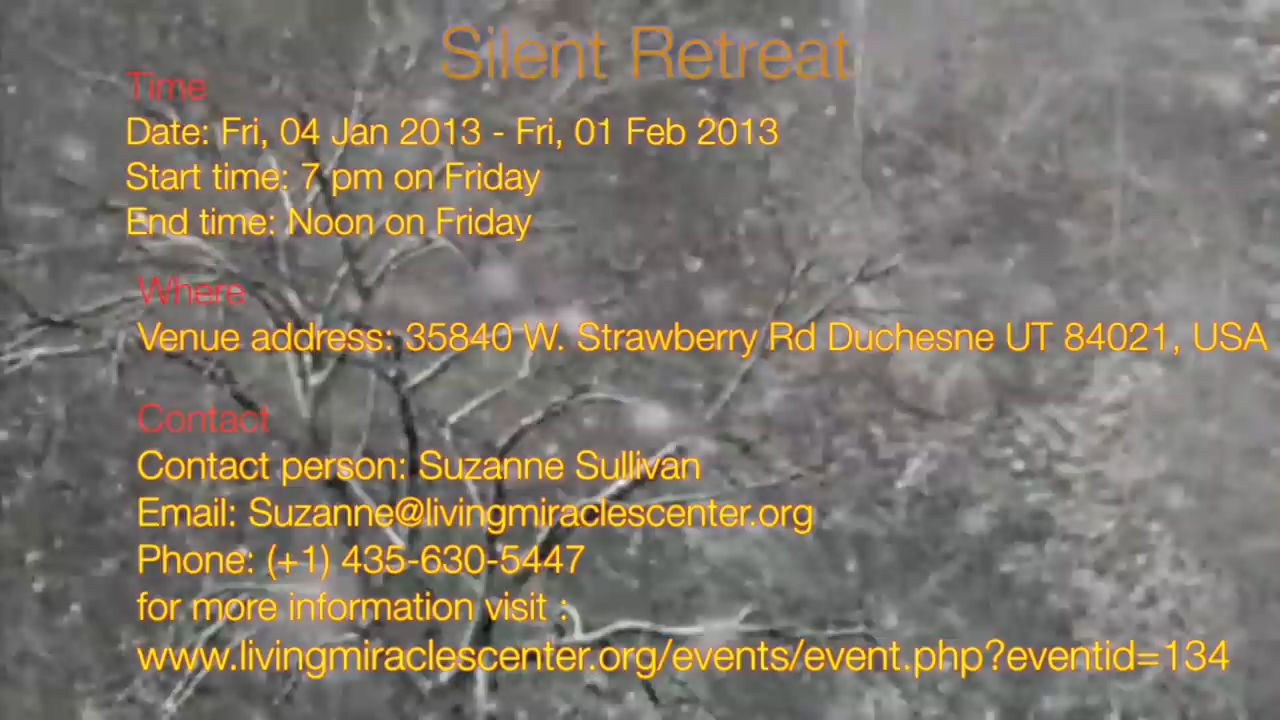 Silent Retreat
Time
Date: Fri, 04 Jan 2013 - Fri, 01 Feb 2013
Start time: 7 pm on Friday
End time: Noon on Friday
Where
Venue address: 35840 W. Strawberry Rd Duchesne UT 84021, USA
Contact
Contact person: Suzanne Sullivan
Email: Suzanne@livingmiraclescenter.org
Phone: (+1) 435-630-5447
for more information visit :
www.livingmiraclescenter.org/events/event.php?eventid=134